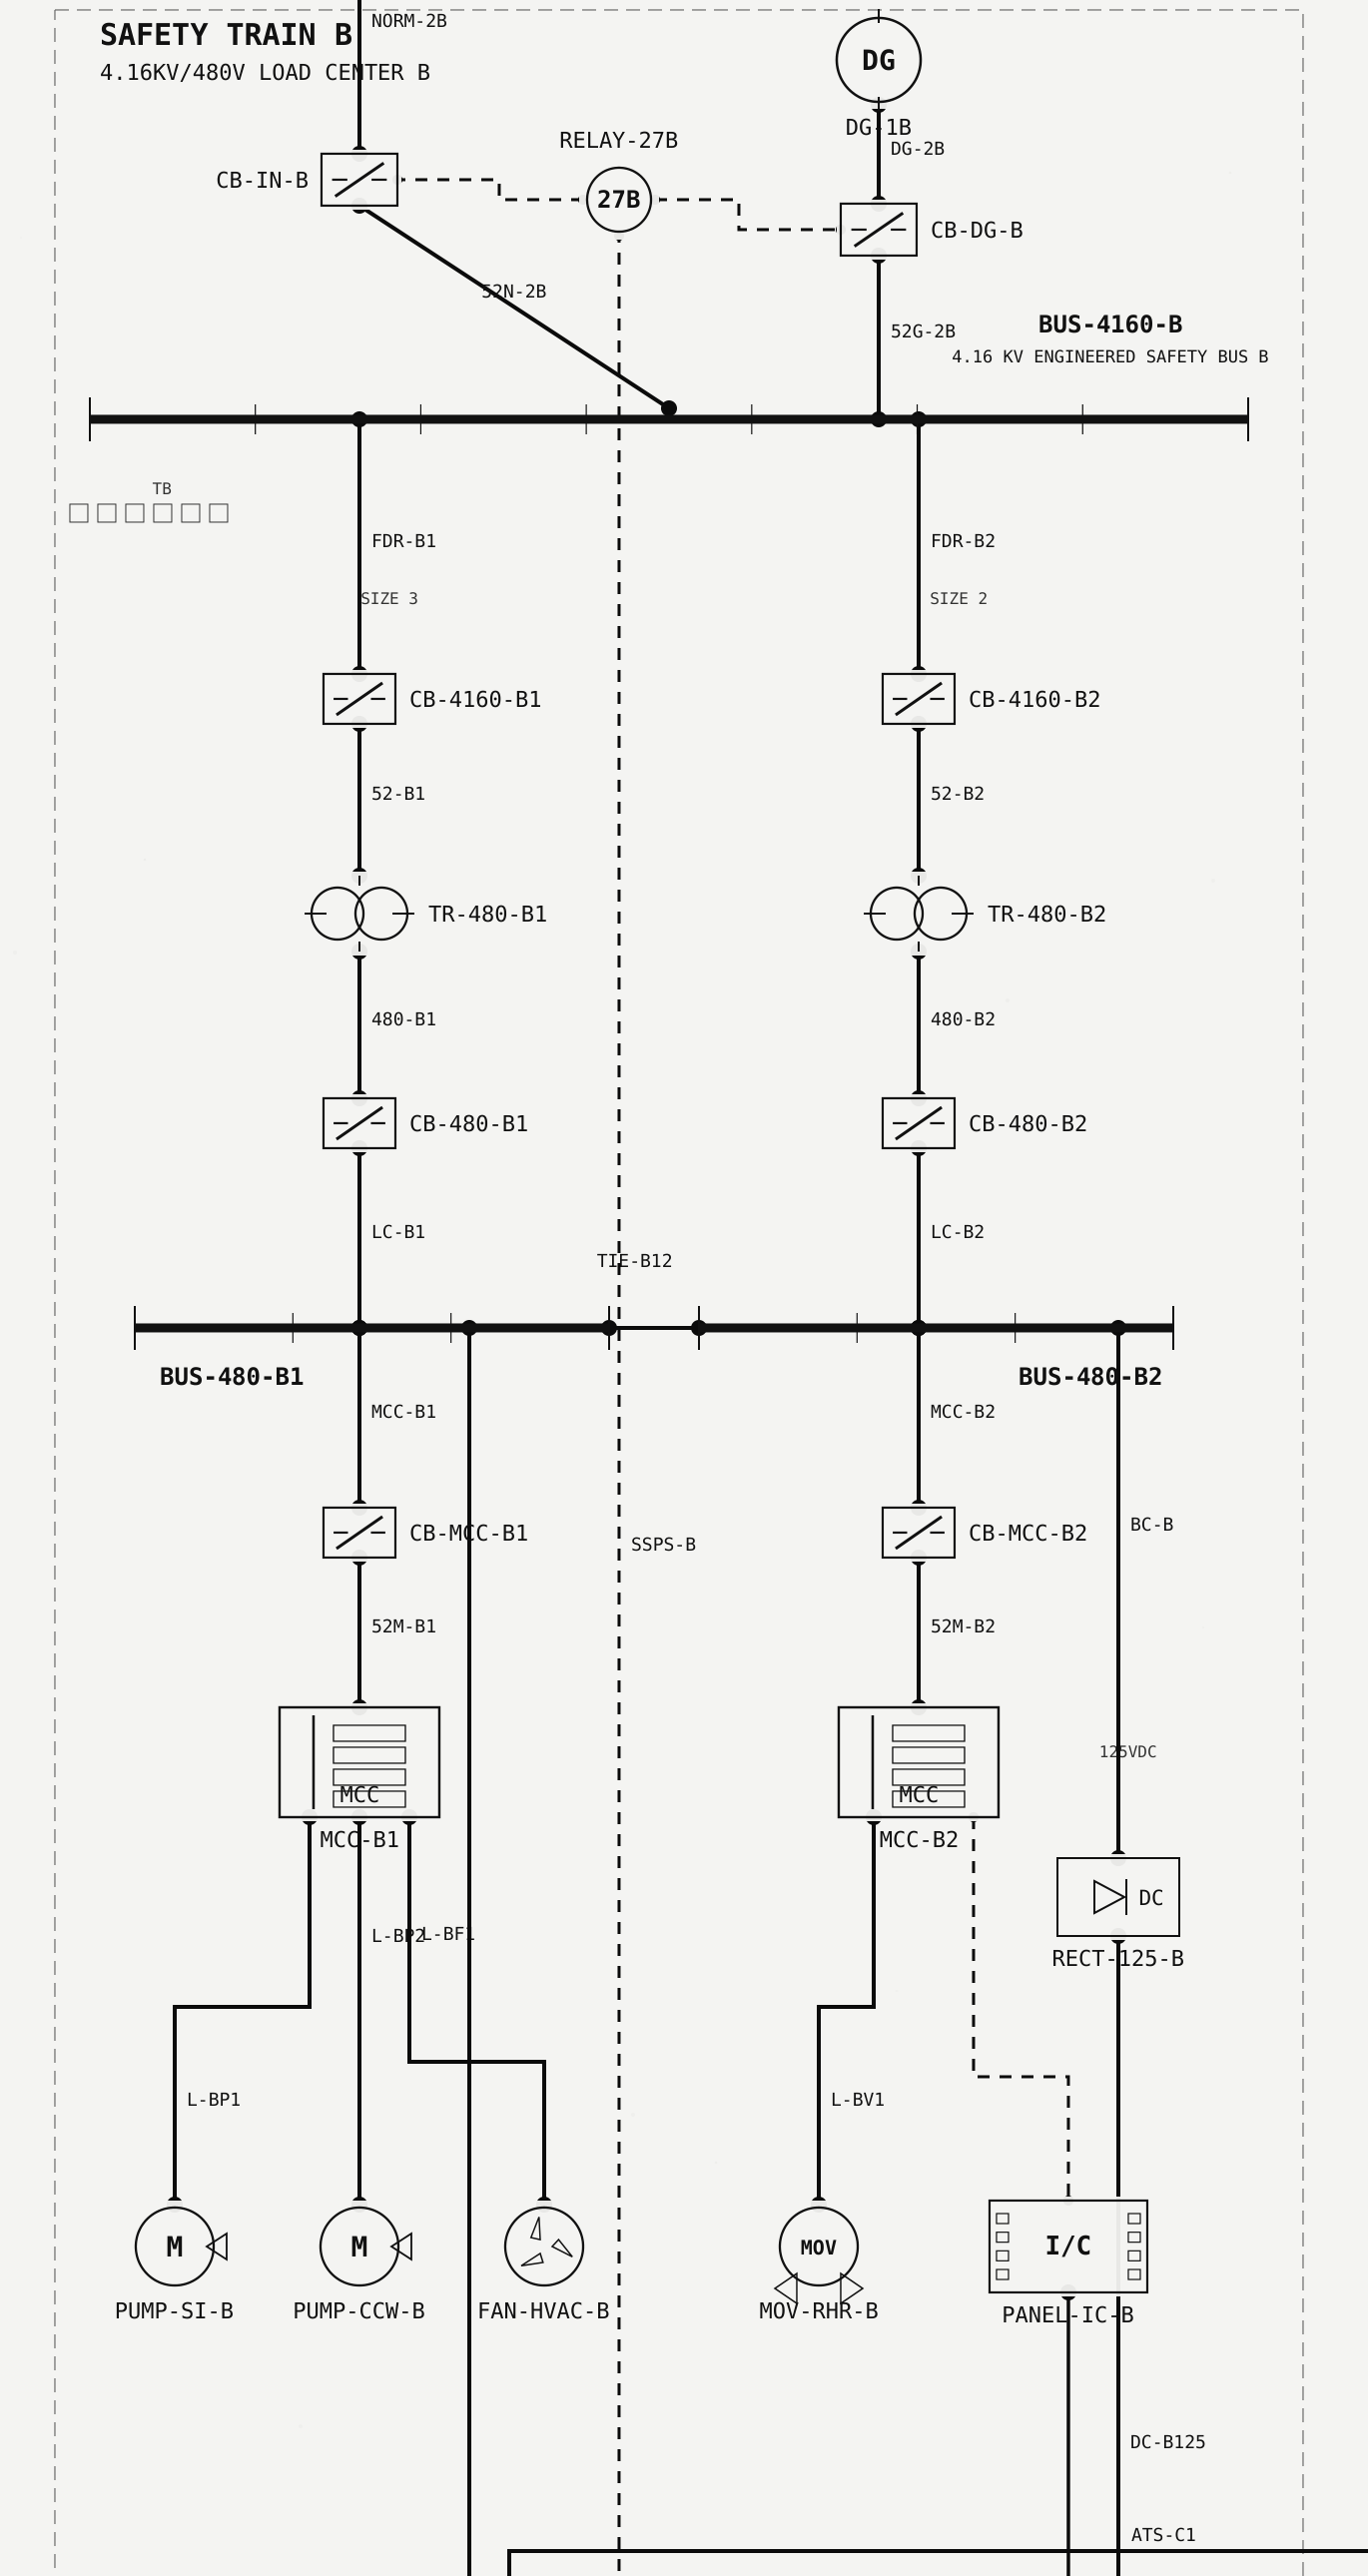 NORM-2B
SAFETY TRAIN B
4.16KV/480V LOAD CENTER B
DG
DG-1B
DG-2B
RELAY-27B
CB-IN-B
27B
CB-DG-B
52N-2B
52G-2B
BUS-4160-B
4.16 KV ENGINEERED SAFETY BUS B
TB
FDR-B1
FDR-B2
SIZE 3
SIZE 2
CB-4160-B1
CB-4160-B2
52-B1
52-B2
TR-480-B1
TR-480-B2
480-B1
480-B2
CB-480-B1
CB-480-B2
LC-B1
LC-B2
TIE-B12
BUS-480-B1
BUS-480-B2
MCC-B1
MCC-B2
CB-MCC-B1
SSPS-B
CB-MCC-B2
BC-B
52M-B1
52M-B2
125VDC
MCC
MCC
MCC-B1
MCC-B2
DC
L-BP2
L-BF1
RECT-125-B
L-BP1
L-BV1
M
M
MOV
I/C
PUMP-SI-B
PUMP-CCW-B
FAN-HVAC-B
MOV-RHR-B
PANEL-IC-B
DC-B125
ATS-C1